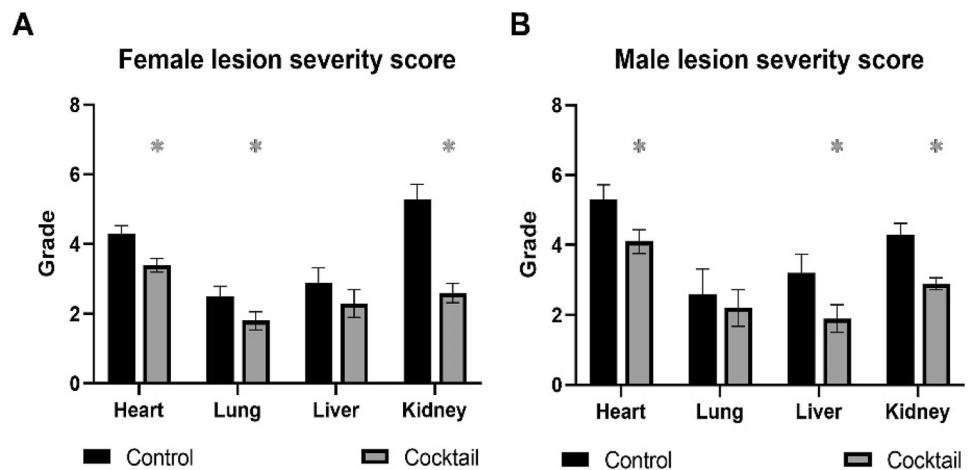 A
Female lesion severity score
8
6
4
2
0
Grade
*
*
*
Heart Lung Liver Kidney
Control Cocktail
B
Male lesion severity score
8
6
4
2
0
Grade
*
*
*
Heart Lung Liver Kidney
Control Cocktail